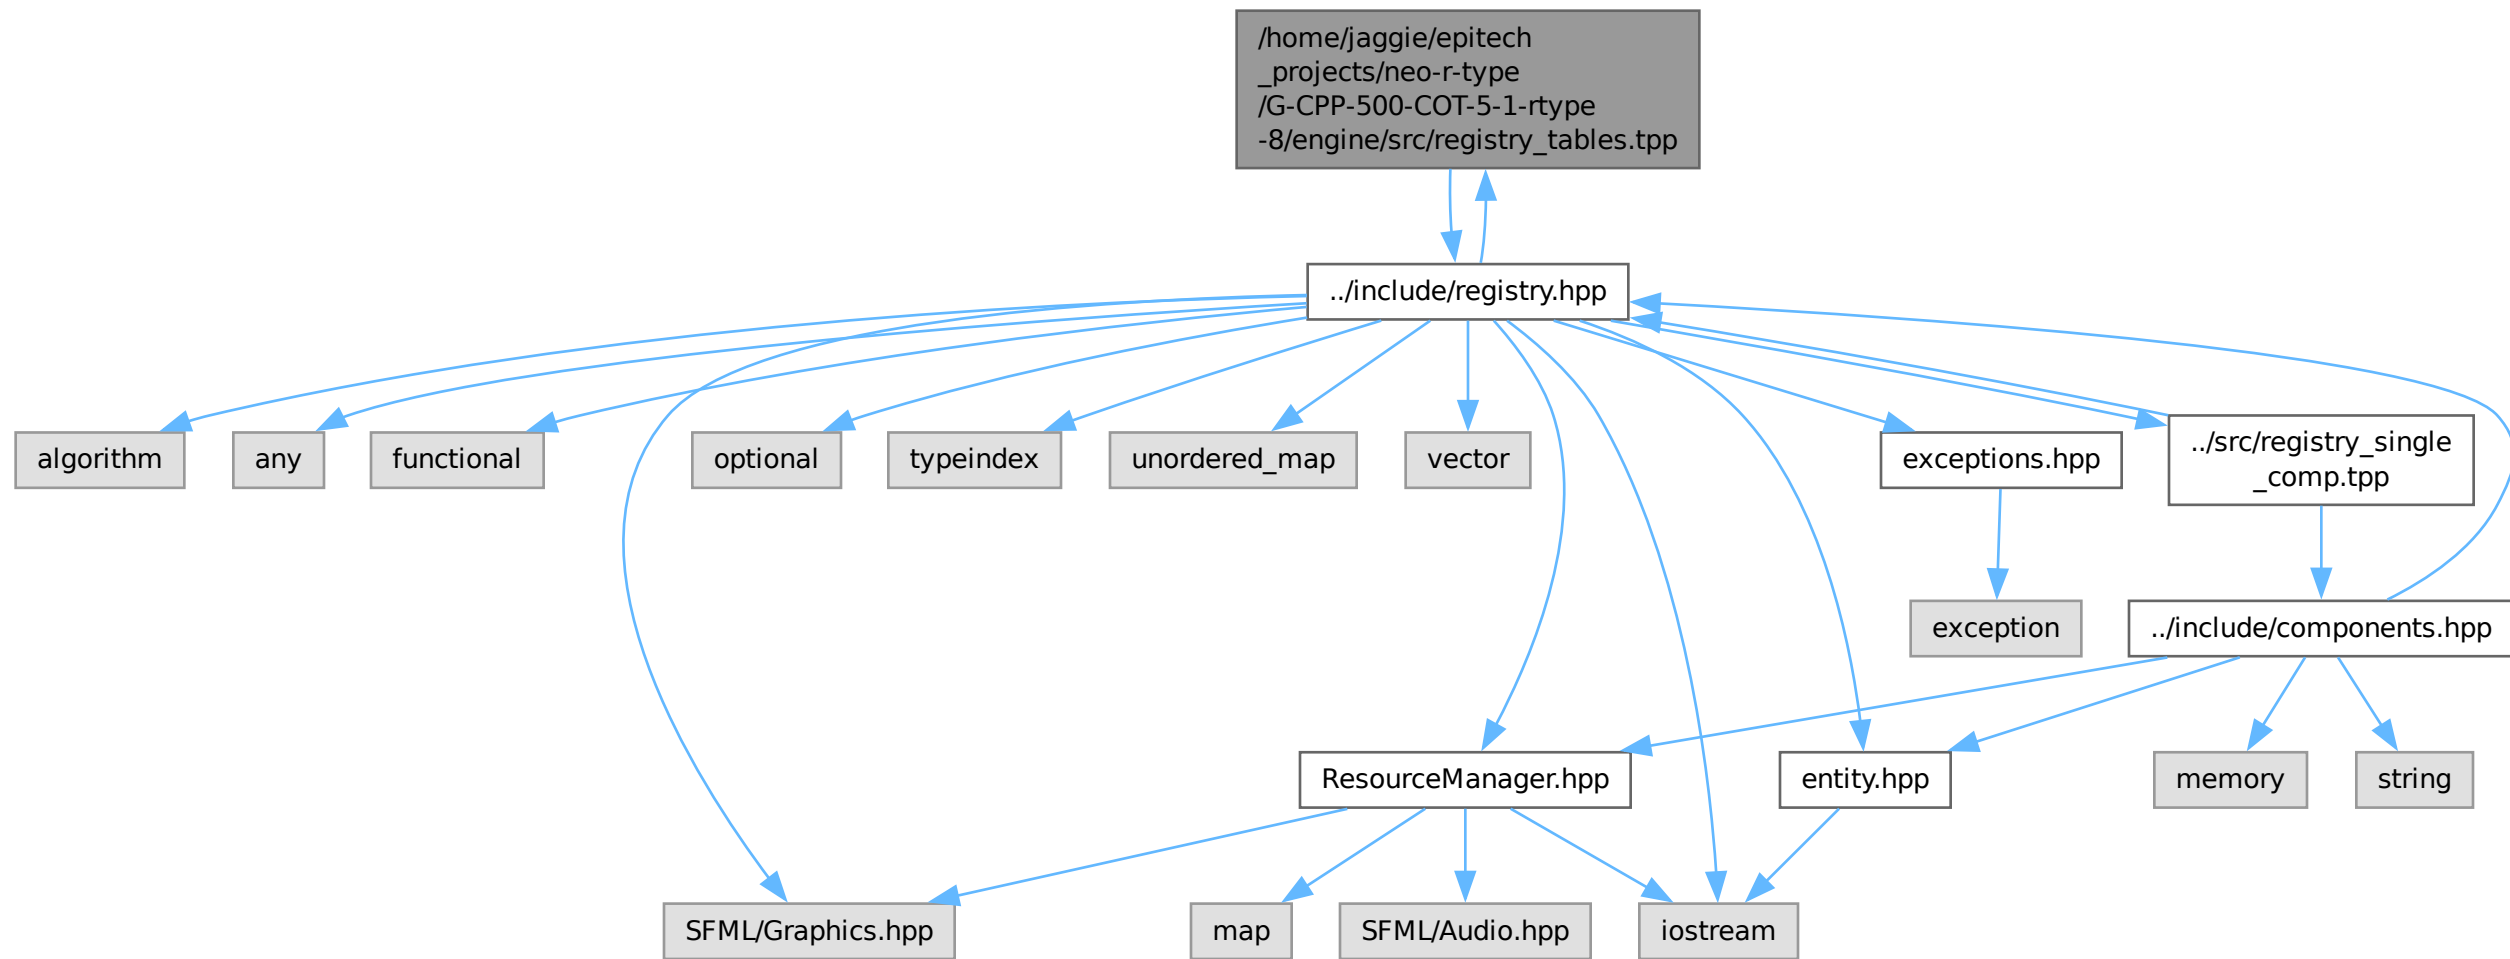 /home/jaggie/epitech
_projects/neo-r-type
/G-CPP-500-COT-5-1-rtype
-8/engine/src/registry_tables.tpp
../include/registry.hpp
algorithm
any
functional
optional
typeindex
unordered_map
vector
exceptions.hpp
../src/registry_single
_comp.tpp
exception
../include/components.hpp
ResourceManager.hpp
entity.hpp
memory
string
SFML/Graphics.hpp
map
SFML/Audio.hpp
iostream